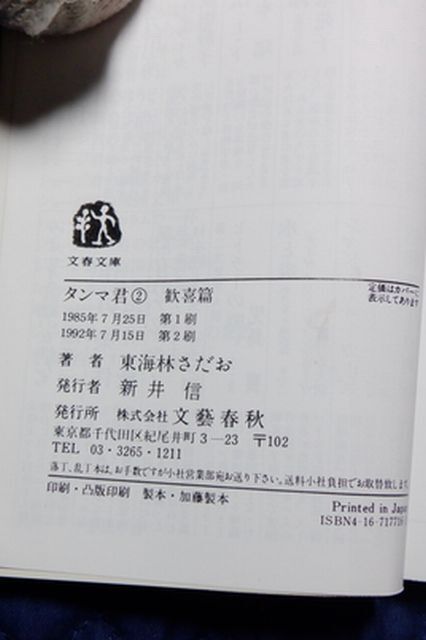 文春文庫
定価はカバーに
表示してあります
タンマ君② 歓喜篇
1985年7月25日 第1刷
1992年7月15日 第2刷
著 者 東海林さだお
発行者 新井 信
発行所 株式会社 文藝春秋
東京都千代田区紀尾井町3—23 〒102
TEL 03・3265・1211
落丁、乱丁本は、お手数ですが小社営業部宛お送り下さい。送料小社負担でお取替致します
印刷・凸版印刷 製本・加藤製本
Printed in Japan
ISBN4-16-71771